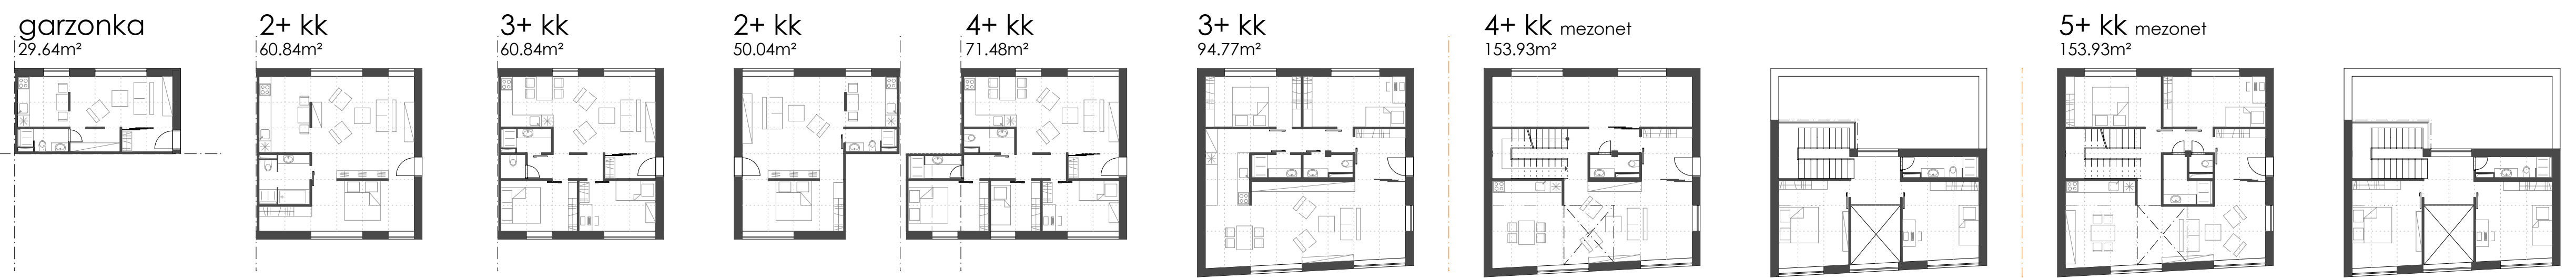 garzonka
29.64m²
2+ kk
60.84m²
3+ kk
60.84m²
2+ kk
50.04m²
4+ kk
71.48m²
3+ kk
94.77m²
4+ kk mezonet
153.93m²
5+ kk mezonet
153.93m²